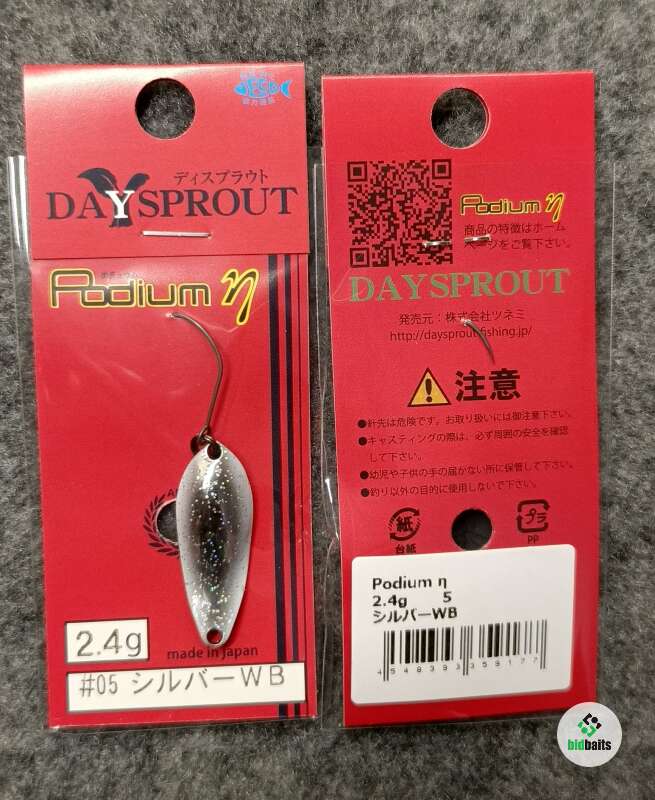 ディスプラウト
DAYSPROUT
Podium η
2.4g
made in Japan
#05 シルバーWB
Podium η
商品の特徴はホーム
ページをご覧下さい。
DAYSPROUT
発売元:株式会社ツネミ
http://daysprout.fishing.jp/
注意
●針先は危険です。お取り扱いには御注意下さい。
●キャスティングの際は、必ず周囲の安全を確認
して下さい。
●幼児や子供の手の届かない所に保管して下さい。
●釣り以外の目的に使用しないで下さい。
紙
台紙
プラ
PP
Podium η
2.4g 5
シルバーWB
4 548393 359177
bidbaits